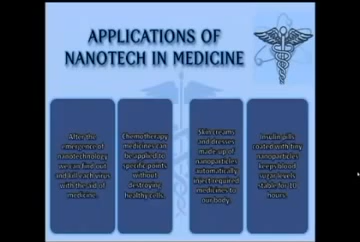 APPLICATIONS OF
NANOTECH IN MEDICINE
After the
emergence of
nanotechnology
we can find out
and kill each virus
with the aid of
medicine.
Chemotherapy
medicines can
be applied to
specific points
without
destroying
healthy cells.
Skin creams
and dresses
made up of
nanoparticles
automatically
inject required
medicines to
our body.
Insulin pills
coated with tiny
nanoparticles
keeps blood
sugar levels
stable for 10
hours.